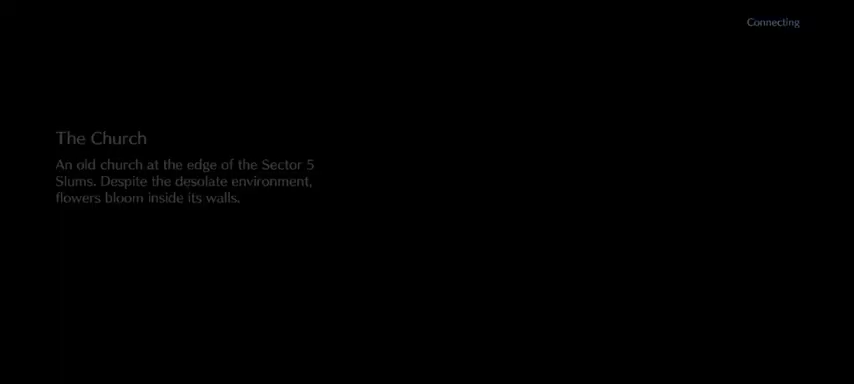 Connecting
The Church
An old church at the edge of the Sector 5
Slums. Despite the desolate environment,
flowers bloom inside its walls.